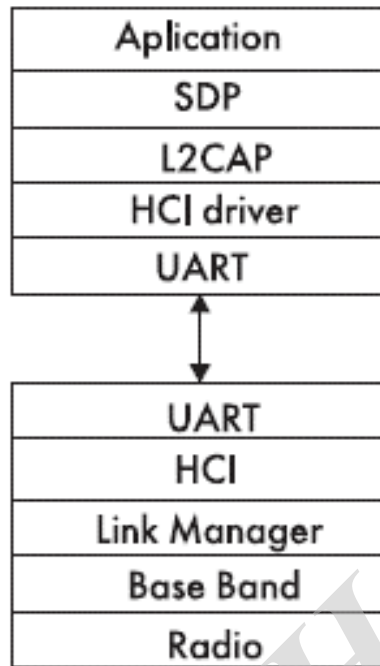 Aplication
SDP
L2CAP
HCI driver
UART
UART
HCI
Link Manager
Base Band
Radio